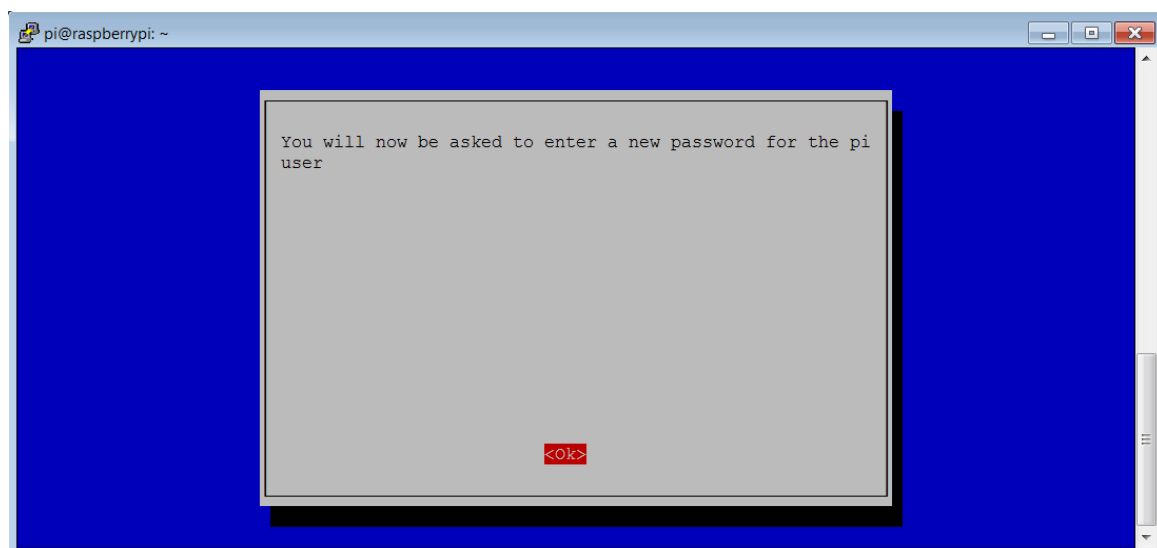 pi@raspberrypi: ~
You will now be asked to enter a new password for the pi
user
<Ok>